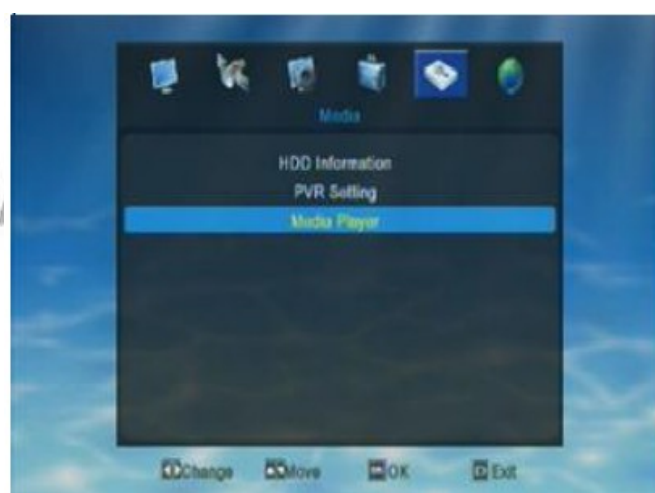 Media
HDD Information
PVR Setting
Media Player
Change Move OK Exit